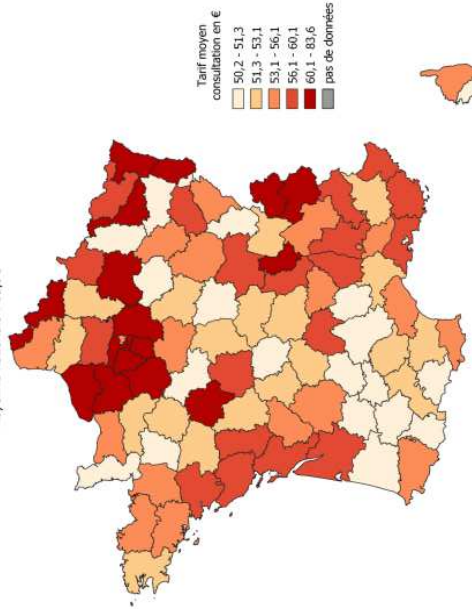 Tarif moyen
consultation en €
50,2 - 51,3
51,3 - 53,1
53,1 - 56,1
56,1 - 60,1
60,1 - 83,6
pas de données